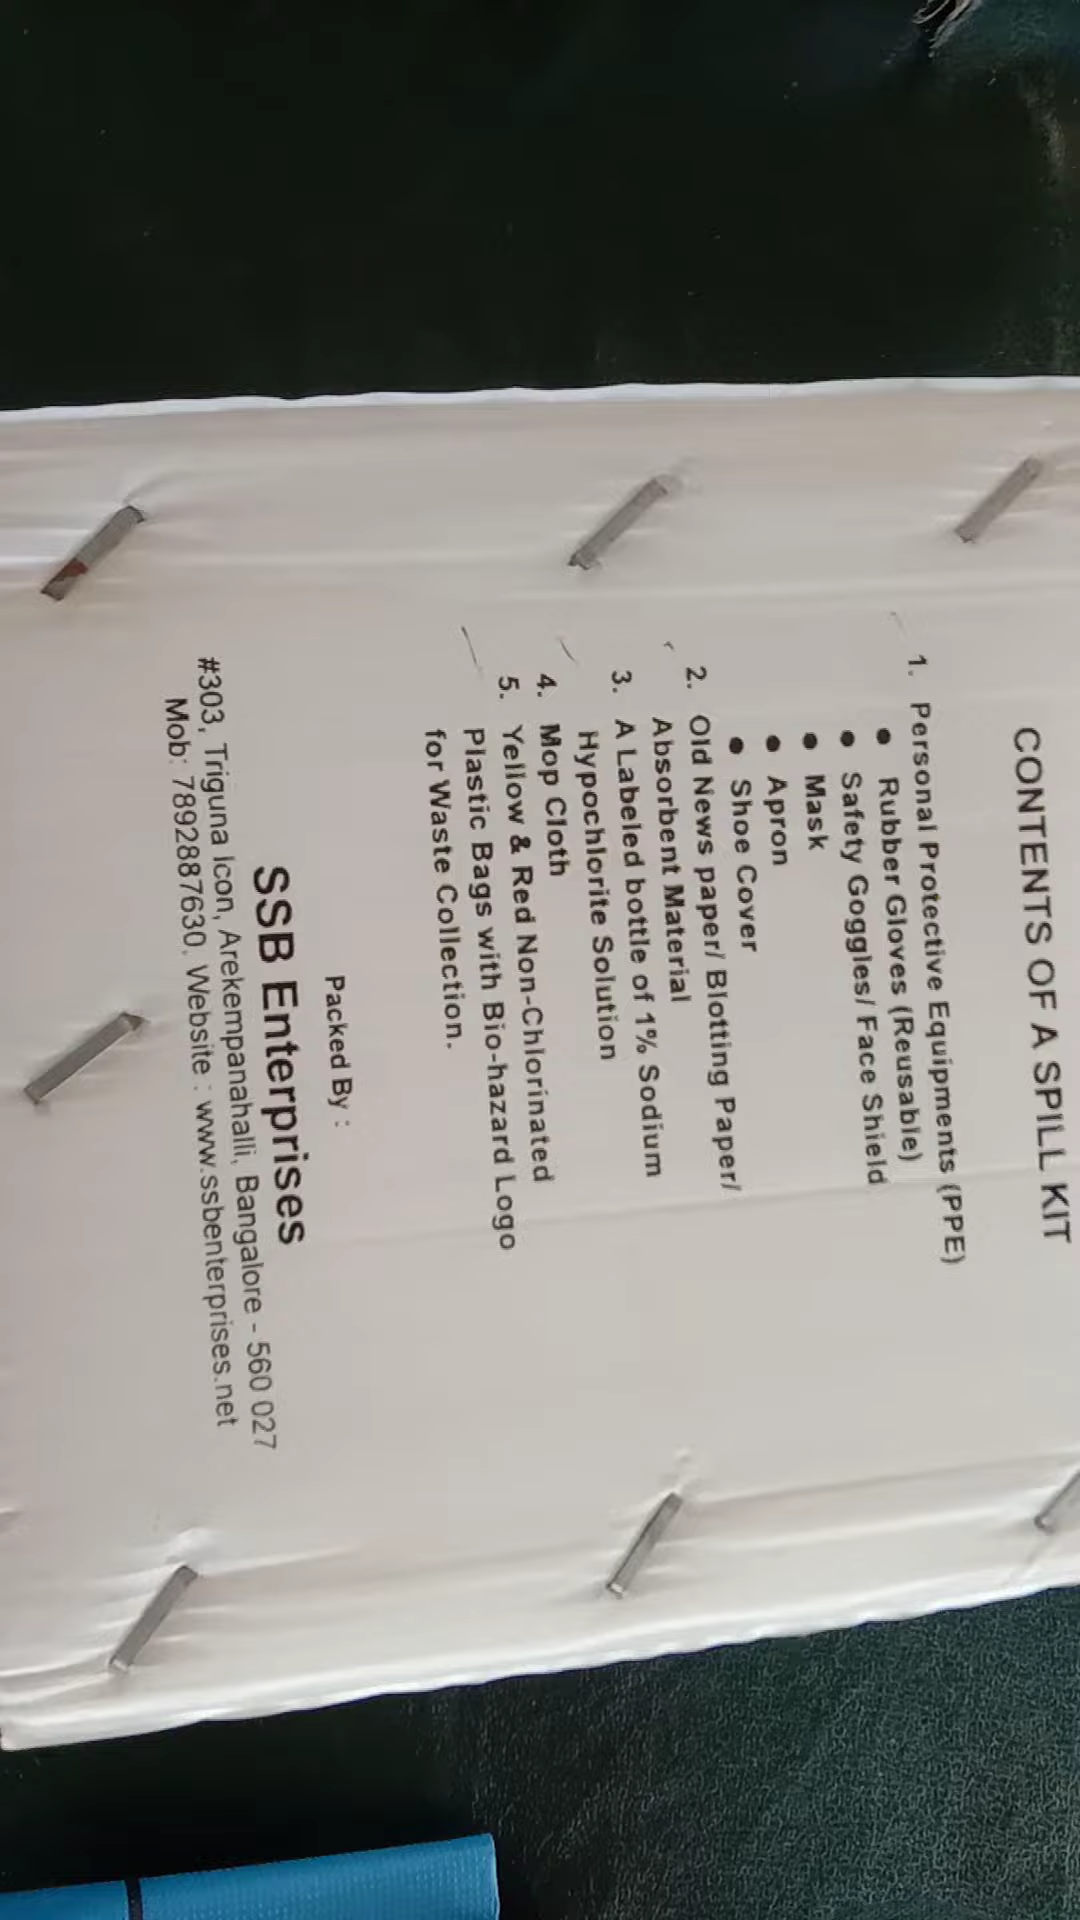 CONTENTS OF A SPILL KIT
1. Personal Protective Equipments (PPE)
● Rubber Gloves (Reusable)
● Safety Goggles/ Face Shield
● Mask
● Apron
● Shoe Cover
2. Old News paper/ Blotting Paper/
Absorbent Material
3. A Labeled bottle of 1% Sodium
Hypochlorite Solution
4. Mop Cloth
5. Yellow & Red Non-Chlorinated
Plastic Bags with Bio-hazard Logo
for Waste Collection.
Packed By :
SSB Enterprises
#303, Triguna Icon, Arekempanahalli, Bangalore - 560 027
Mob: 7892887630. Website : www.ssbenterprises.net